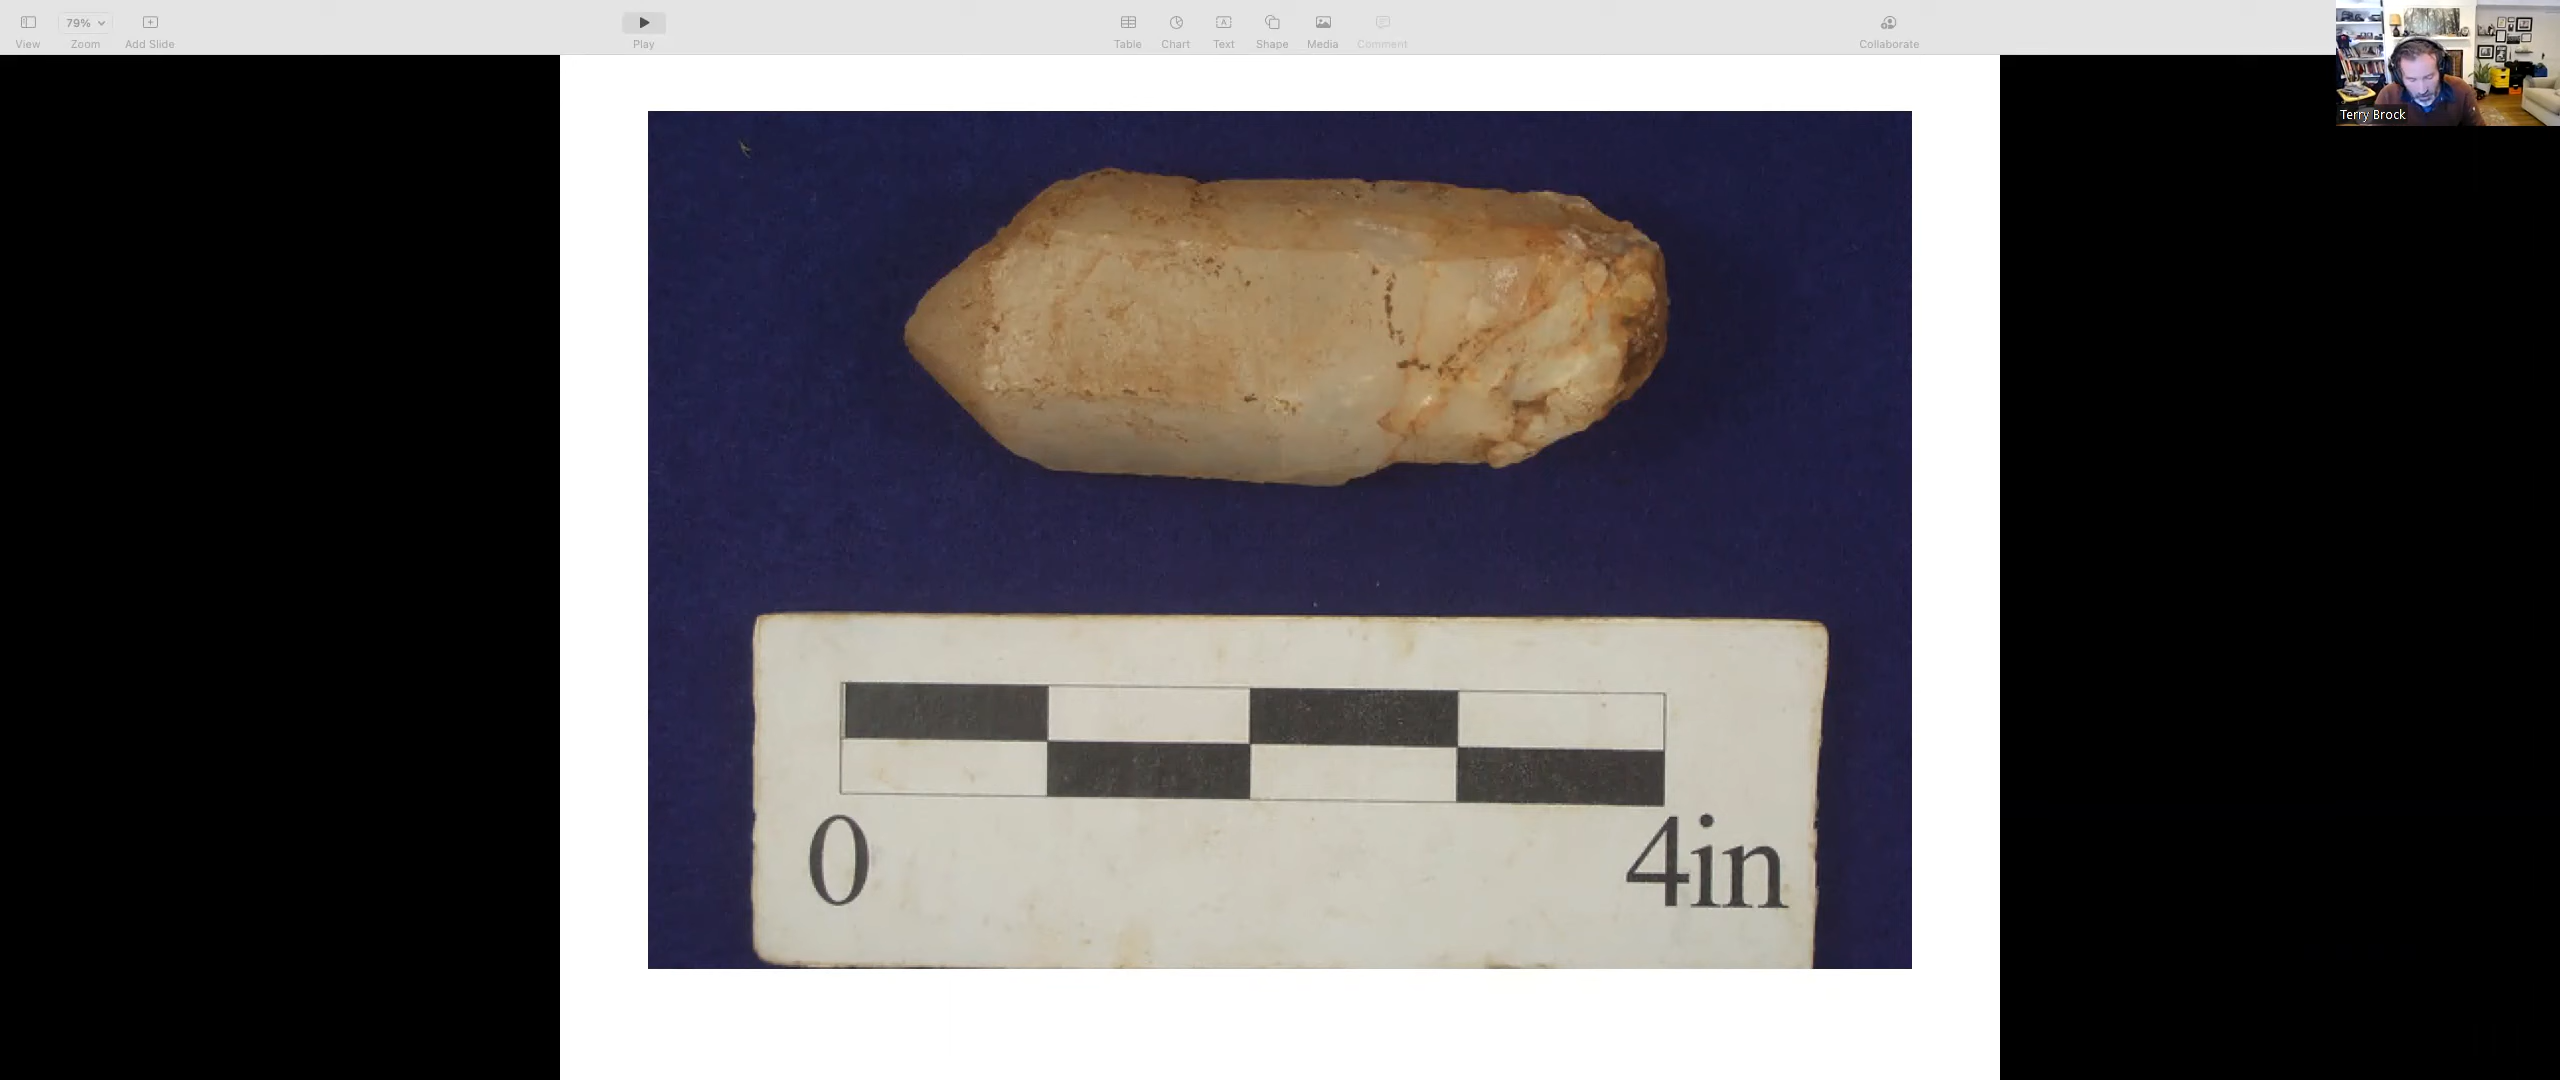 79%
View Zoom Add Slide Play Table Chart Text Shape Media Comment Collaborate
Terry Brock
0 4in